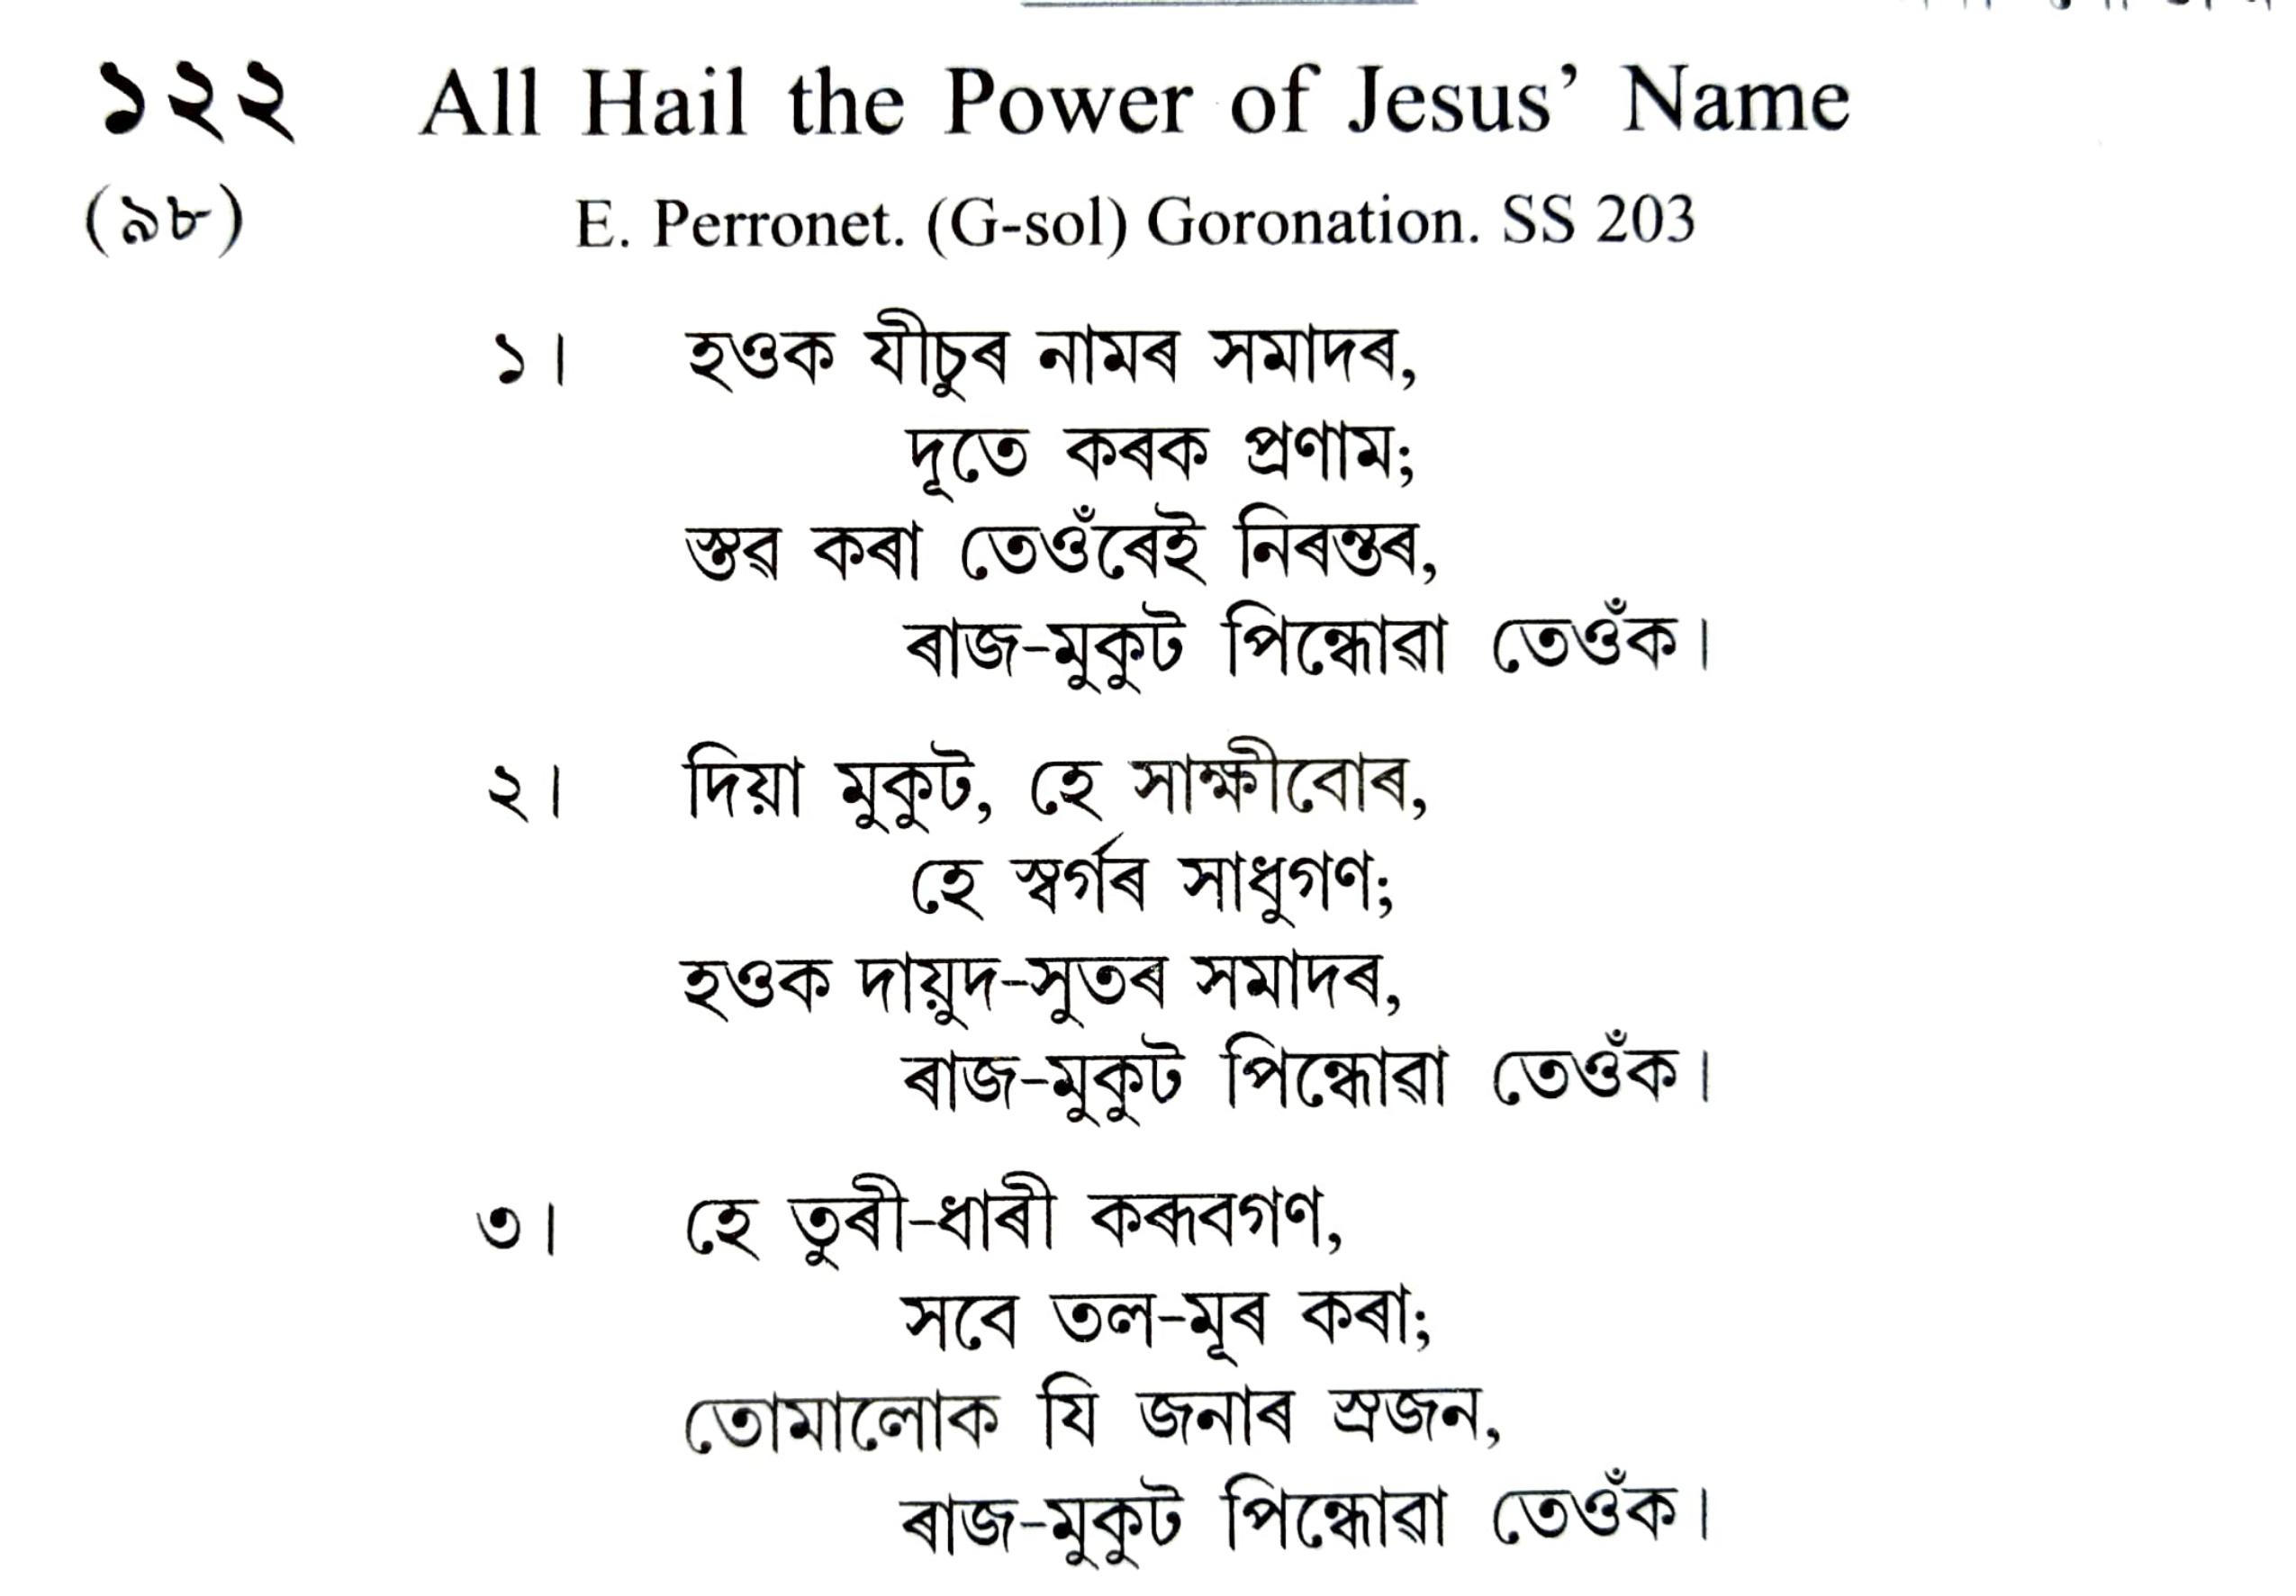 ১২২ All Hail the Power of Jesus’ Name
(৯৮) E. Perronet. (G-sol) Goronation. SS 203
১। হওক যীচুৰ নামৰ সমাদৰ,
দূতে কৰক প্ৰণাম;
স্তৱ কৰা তেওঁৰেই নিৰন্তৰ,
ৰাজ-মুকুট পিন্ধোৱা তেওঁক।
২। দিয়া মুকুট, হে সাক্ষীবোৰ,
হে স্বৰ্গৰ সাধুগণ;
হওক দায়ুদ-সুতৰ সমাদৰ,
ৰাজ-মুকুট পিন্ধোৱা তেওঁক।
৩। হে তুৰী-ধাৰী কৰূবগণ,
সবে তল-মূৰ কৰা;
তোমালোক যি জনাৰ স্ৰজন,
ৰাজ-মুকুট পিন্ধোৱা তেওঁক।